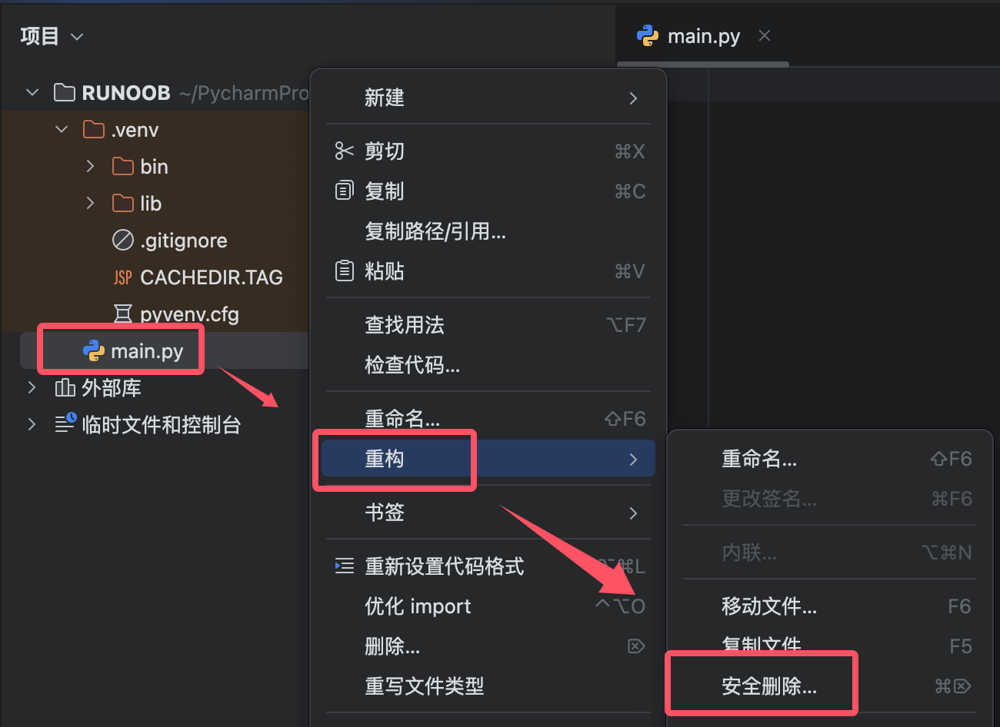 项目
main.py
RUNOOB ~/PycharmPro
.venv
bin
lib
.gitignore
JSP CACHEDIR.TAG
pyvenv.cfg
main.py
外部库
临时文件和控制台
新建
剪切 ⌘X
复制 ⌘C
复制路径/引用...
粘贴 ⌘V
查找用法 ⌥F7
检查代码...
重命名... ⇧F6
重构
书签
重新设置代码格式 ⌥⌘L
优化 import ^⌥O
删除... ⌦
重写文件类型
重命名... ⇧F6
更改签名... ⌘F6
内联... ⌥⌘N
移动文件... F6
复制文件 F5
安全删除... ⌘⌦